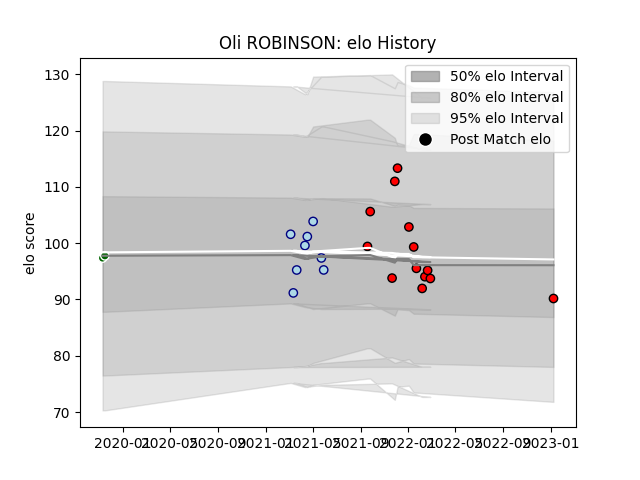 Oli ROBINSON: elo History
50% elo Interval
80% elo Interval
95% elo Interval
Post Match elo
elo score
130
120
110
100
90
80
70
2020-01 2020-05 2020-09 2021-01 2021-05 2021-09 2022-01 2022-05 2022-09 2023-01